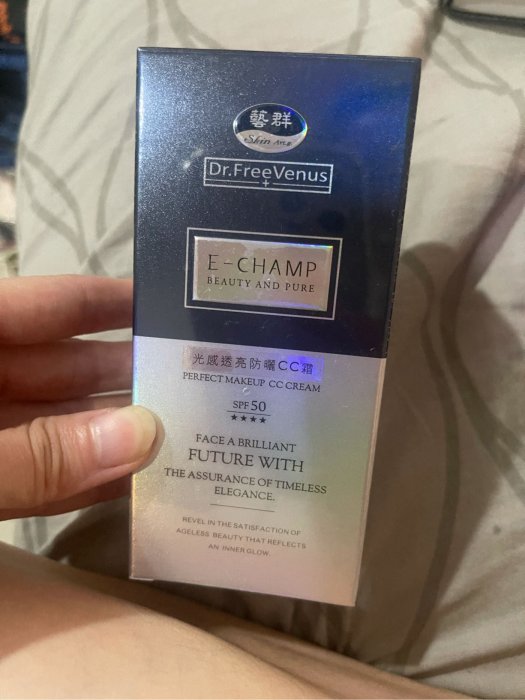 藝群
Skin
Dr.FreeVenus
E-CHAMP
BEAUTY AND PURE
光感透亮防曬CC霜
PERFECT MAKEUP CC CREAM
SPF50
★★★★
FACE A BRILLIANT
FUTURE WITH
THE ASSURANCE OF TIMELESS
ELEGANCE.
REVEL IN THE SATISFACTION OF
AGELESS BEAUTY THAT REFLECTS
AN INNER GLOW.